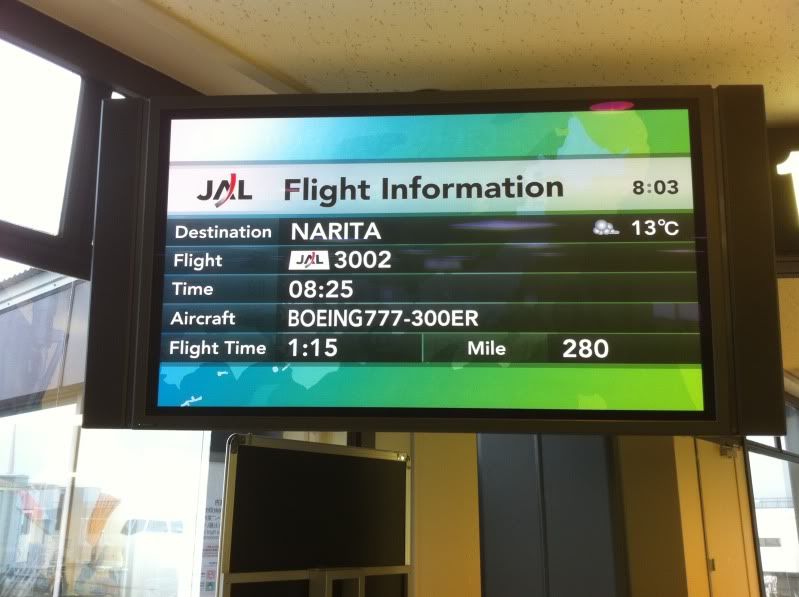 JAL Flight Information 8:03
Destination NARITA 13℃
Flight JAL 3002
Time 08:25
Aircraft BOEING777-300ER
Flight Time 1:15 Mile 280